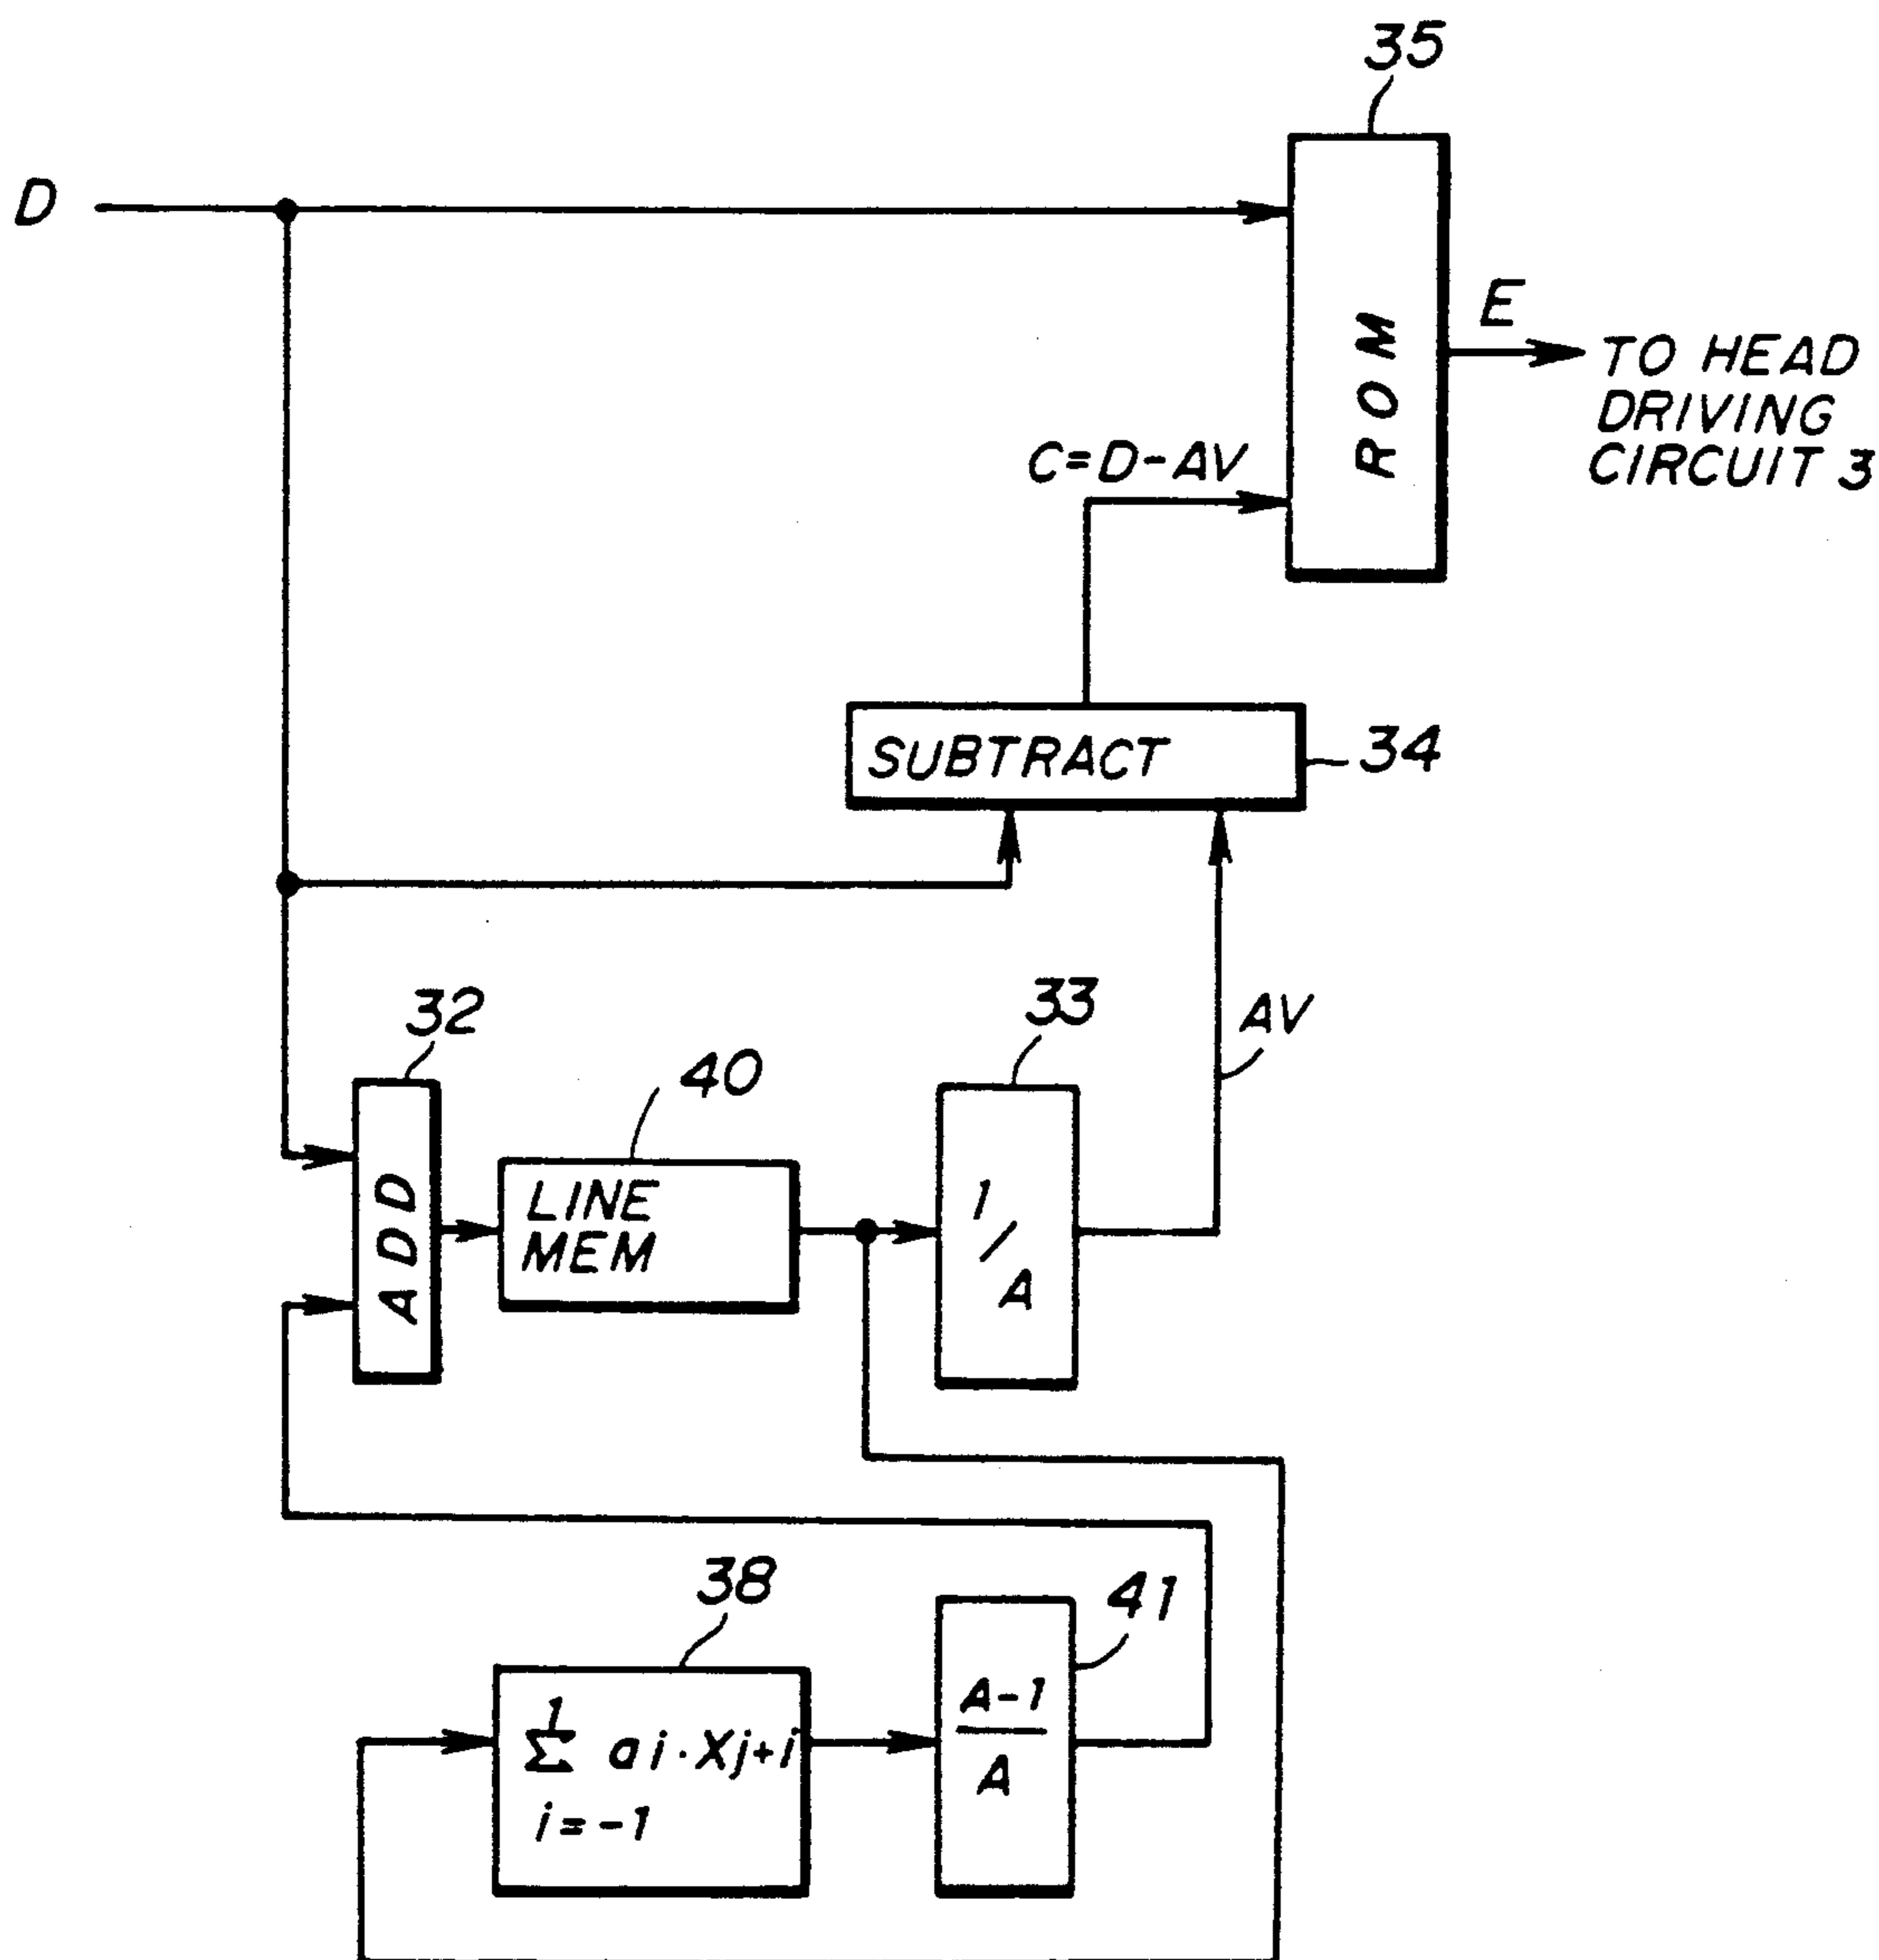 35
D
ROM
E
TO HEAD
DRIVING
CIRCUIT 3
C=D-AV
SUBTRACT
34
32
33
AV
40
ADD
LINE
MEM
1/A
38
41
1
Σ ai·Xj+i
i=-1
A-1
A